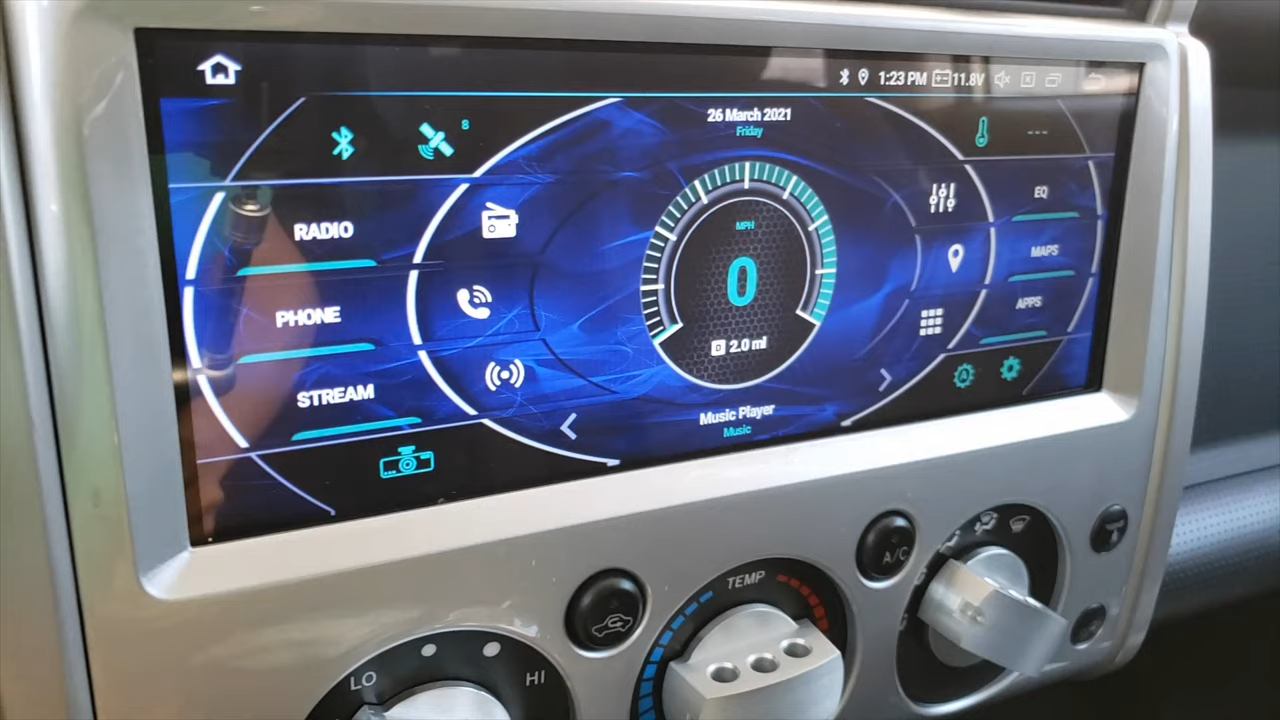 1:23 PM 11.8V
8
26 March 2021
Friday
---
RADIO
PHONE
STREAM
MPH
0
D 2.0 ml
Music Player
Music
EQ
MAPS
APPS
A
LO
HI
TEMP
A/C